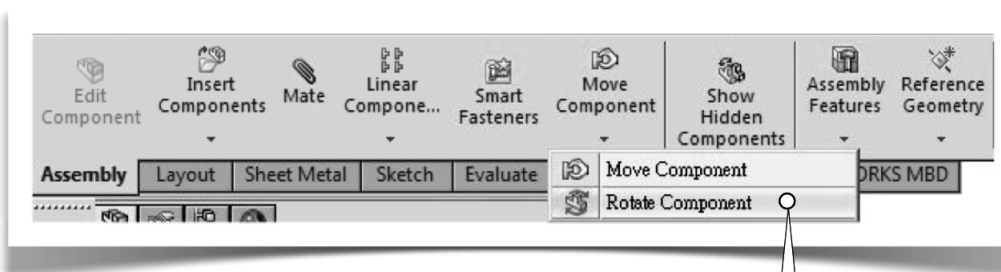 Edit
Component
Insert
Components
Mate
Linear
Compone...
Smart
Fasteners
Move
Component
Show
Hidden
Components
Assembly
Features
Reference
Geometry
Assembly Layout Sheet Metal Sketch Evaluate ORKS MBD
Move Component
Rotate Component